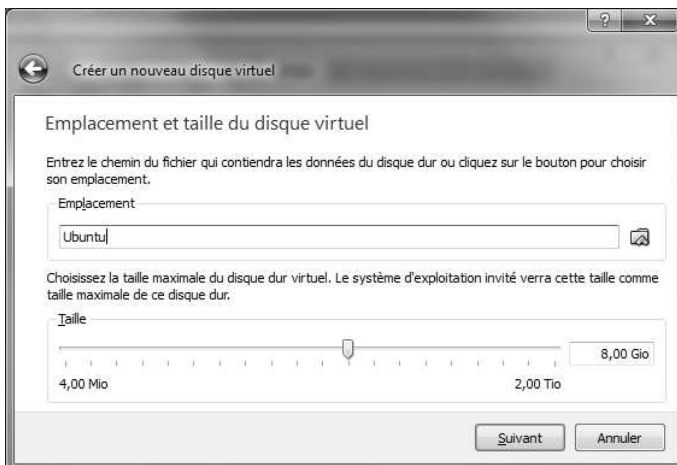 Créer un nouveau disque virtuel
Emplacement et taille du disque virtuel
Entrez le chemin du fichier qui contiendra les données du disque dur ou cliquez sur le bouton pour choisir
son emplacement.
Emplacement
Ubuntu
Choisissez la taille maximale du disque dur virtuel. Le système d'exploitation invité verra cette taille comme
taille maximale de ce disque dur.
Taille
8,00 Gio
4,00 Mio 2,00 Tio
Suivant Annuler